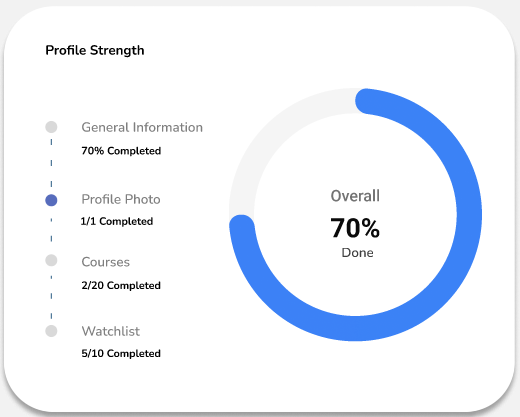 Profile Strength
General Information
70% Completed
Profile Photo
1/1 Completed
Courses
2/20 Completed
Watchlist
5/10 Completed
Overall
70%
Done